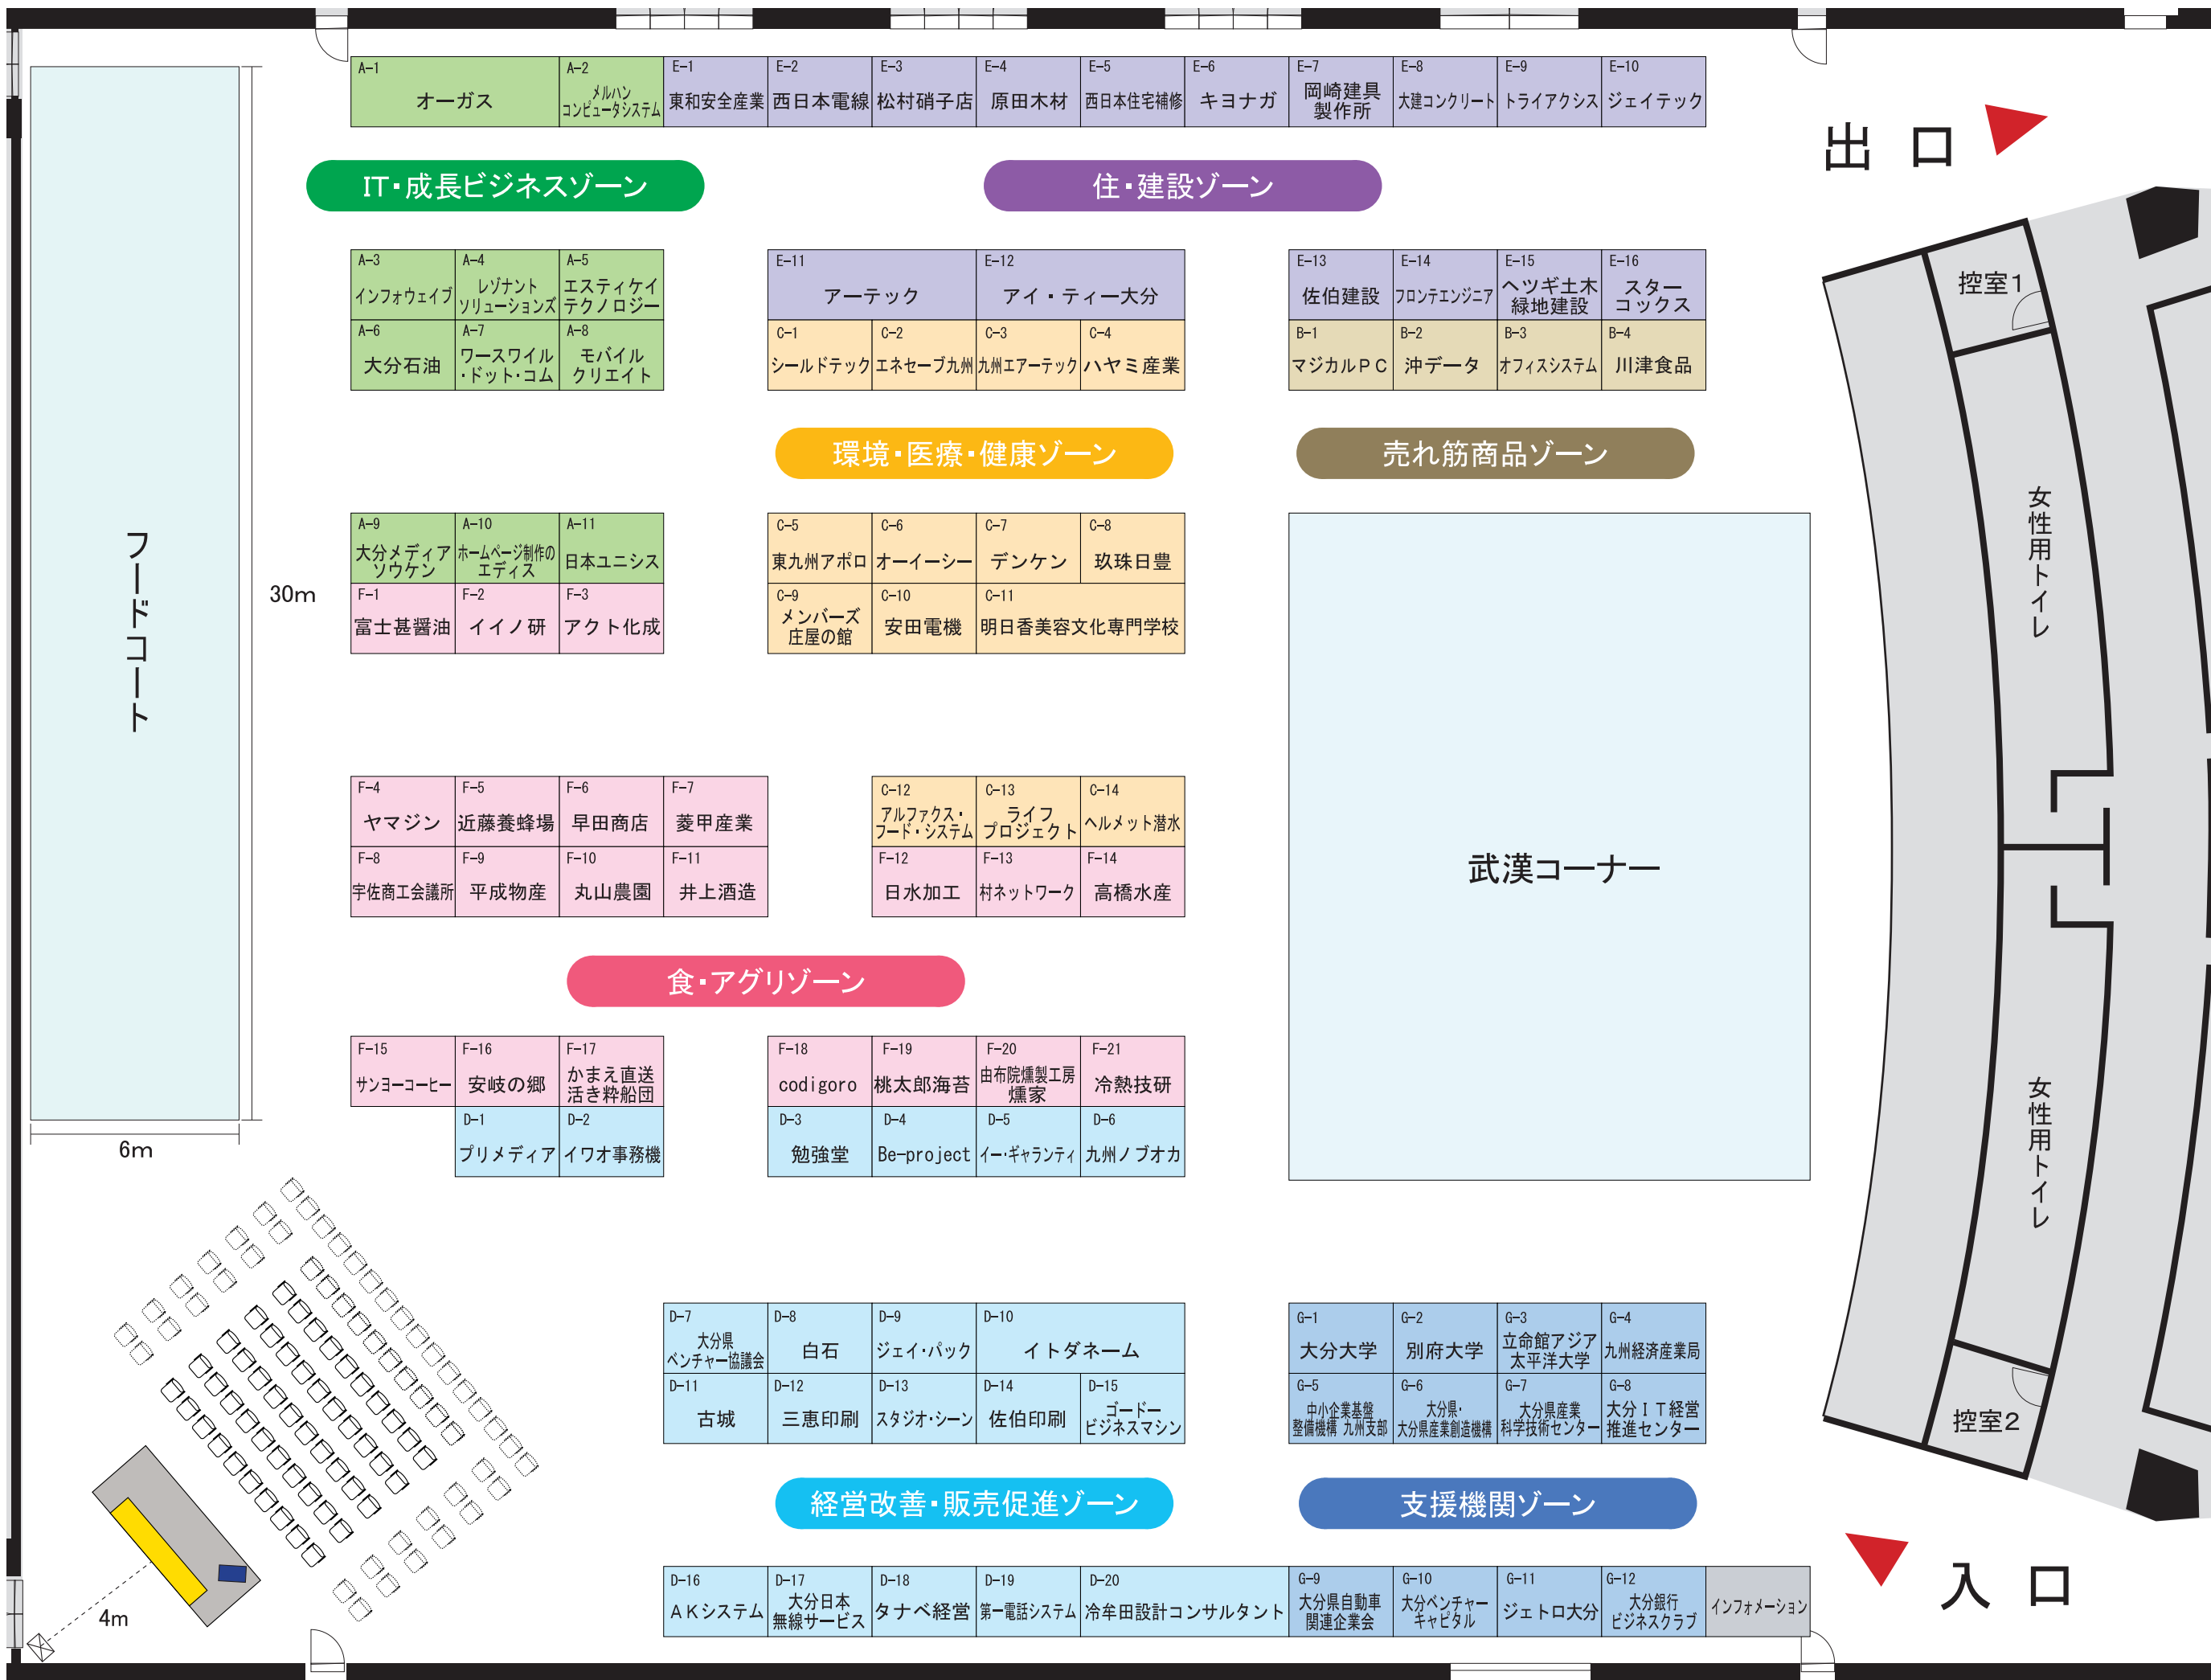 A-1
オーガス
A-2
メルハン
コンピュータシステム
E-1
東和安全産業
E-2
西日本電線
E-3
松村硝子店
E-4
原田木材
E-5
西日本住宅補修
E-6
キヨナガ
E-7
岡崎建具
製作所
E-8
大建コンクリート
E-9
トライアクシス
E-10
ジェイテック
出口
IT・成長ビジネスゾーン
住・建設ゾーン
A-3
インフォウェイブ
A-4
レゾナント
ソリューションズ
A-5
エスティケイ
テクノロジー
A-6
大分石油
A-7
ワースワイル
・ドット・コム
A-8
モバイル
クリエイト
E-11
アーテック
E-12
アイ・ティー大分
C-1
シールドテック
C-2
エネセーブ九州
C-3
九州エアーテック
C-4
ハヤミ産業
E-13
佐伯建設
E-14
フロンテエンジニア
E-15
ヘツギ土木
緑地建設
E-16
スター
コックス
B-1
マジカルPC
B-2
沖データ
B-3
オフィスシステム
B-4
川津食品
控室1
環境・医療・健康ゾーン
売れ筋商品ゾーン
フードコート
30m
6m
A-9
大分メディア
ソウケン
A-10
ホームページ制作の
エディス
A-11
日本ユニシス
F-1
富士甚醤油
F-2
イイノ研
F-3
アクト化成
C-5
東九州アポロ
C-6
オーイーシー
C-7
デンケン
C-8
玖珠日豊
C-9
メンバーズ
庄屋の館
C-10
安田電機
C-11
明日香美容文化専門学校
女性用トイレ
武漢コーナー
F-4
ヤマジン
F-5
近藤養蜂場
F-6
早田商店
F-7
菱甲産業
F-8
宇佐商工会議所
F-9
平成物産
F-10
丸山農園
F-11
井上酒造
C-12
アルファクス・
フード・システム
C-13
ライフ
プロジェクト
C-14
ヘルメット潜水
F-12
日水加工
F-13
村ネットワーク
F-14
高橋水産
食・アグリゾーン
F-15
サンヨーコーヒー
F-16
安岐の郷
F-17
かまえ直送
活き粋船団
D-1
プリメディア
D-2
イワオ事務機
F-18
codigoro
F-19
桃太郎海苔
F-20
由布院燻製工房
燻家
F-21
冷熱技研
D-3
勉強堂
D-4
Be-project
D-5
イー・ギャランティ
D-6
九州ノブオカ
女性用トイレ
D-7
大分県
ベンチャー協議会
D-8
白石
D-9
ジェイ・パック
D-10
イトダネーム
D-11
古城
D-12
三恵印刷
D-13
スタジオ・シーン
D-14
佐伯印刷
D-15
ゴードー
ビジネスマシン
G-1
大分大学
G-2
別府大学
G-3
立命館アジア
太平洋大学
G-4
九州経済産業局
G-5
中小企業基盤
整備機構 九州支部
G-6
大分県・
大分県産業創造機構
G-7
大分県産業
科学技術センター
G-8
大分IT経営
推進センター
控室2
経営改善・販売促進ゾーン
支援機関ゾーン
4m
D-16
AKシステム
D-17
大分日本
無線サービス
D-18
タナベ経営
D-19
第一電話システム
D-20
冷牟田設計コンサルタント
G-9
大分県自動車
関連企業会
G-10
大分ベンチャー
キャピタル
G-11
ジェトロ大分
G-12
大分銀行
ビジネスクラブ
インフォメーション
入口